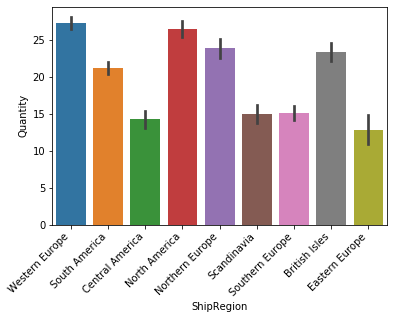 25
20
15
10
5
0
Quantity
Western Europe
South America
Central America
North America
Northern Europe
Scandinavia
Southern Europe
British Isles
Eastern Europe
ShipRegion